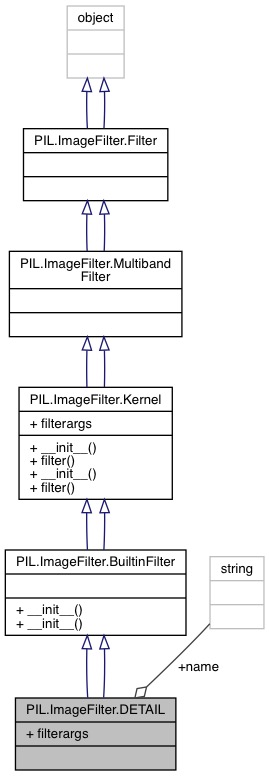 object
PIL.ImageFilter.Filter
PIL.ImageFilter.Multiband
Filter
PIL.ImageFilter.Kernel
+ filterargs
+ __init__()
+ filter()
+ __init__()
+ filter()
PIL.ImageFilter.BuiltinFilter
+ __init__()
+ __init__()
string
+name
PIL.ImageFilter.DETAIL
+ filterargs